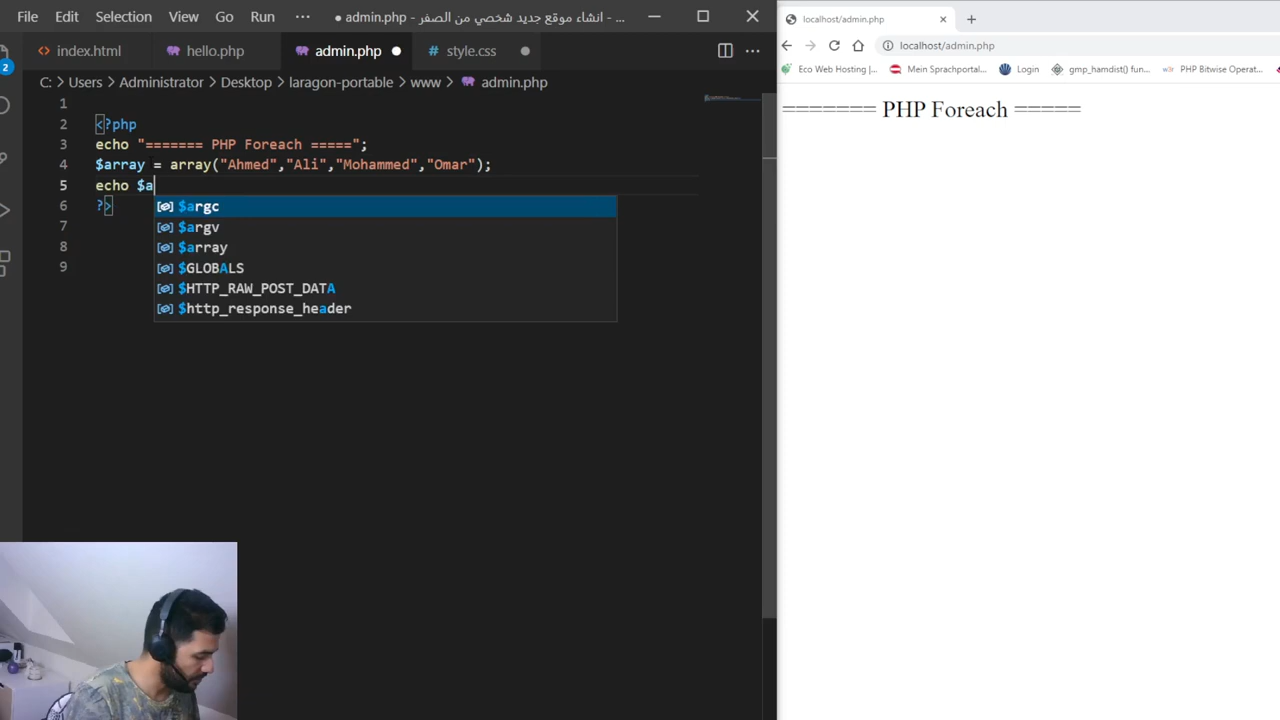 File Edit Selection View Go Run ··· ● admin.php - انشاء موقع جديد شخصي من الصفر - ...
index.html hello.php admin.php ● style.css ●
C: > Users > Administrator > Desktop > laragon-portable > www > admin.php
1
2 <?php
3 echo "======= PHP Foreach =====";
4 $array = array("Ahmed","Ali","Mohammed","Omar");
5 echo $a
6 ?>
7
8
9
$argc
$argv
$array
$GLOBALS
$HTTP_RAW_POST_DATA
$http_response_header
2
localhost/admin.php
localhost/admin.php
Eco Web Hosting |... Mein Sprachportal... Login gmp_hamdist() fun... w3 PHP Bitwise Operat...
======= PHP Foreach =====